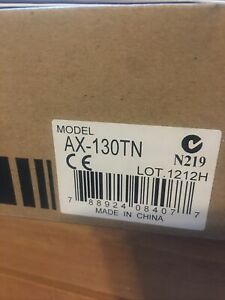 MODEL
AX-130TN
CE
N219
LOT.1212H
7 88924 08407 7
MADE IN CHINA